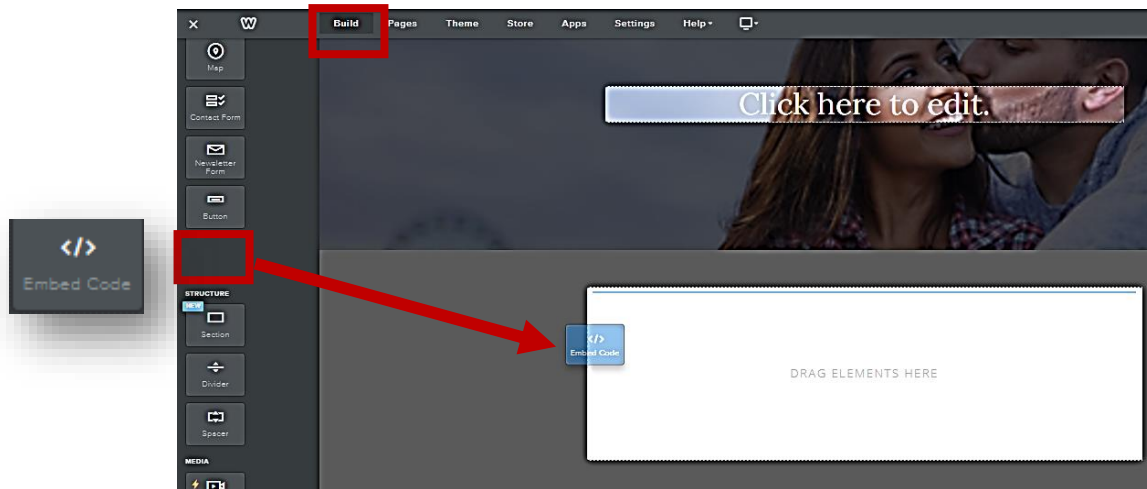 Build Pages Theme Store Apps Settings Help
Map
Contact Form
Newsletter
Form
Button
STRUCTURE
NEW
Section
Divider
Spacer
MEDIA
</> Embed Code
Click here to edit.
</> Embed Code
DRAG ELEMENTS HERE